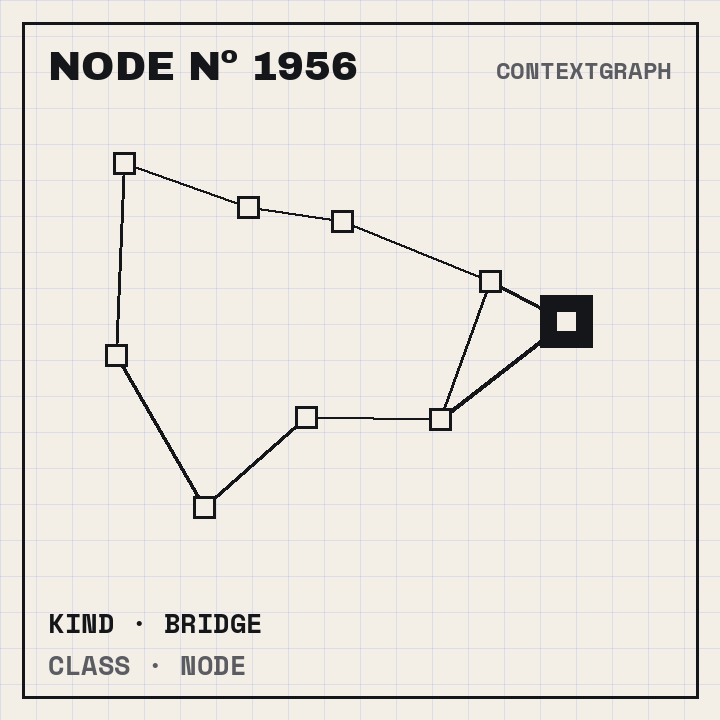 NODE Nº 1956
CONTEXTGRAPH
KIND · BRIDGE
CLASS · NODE